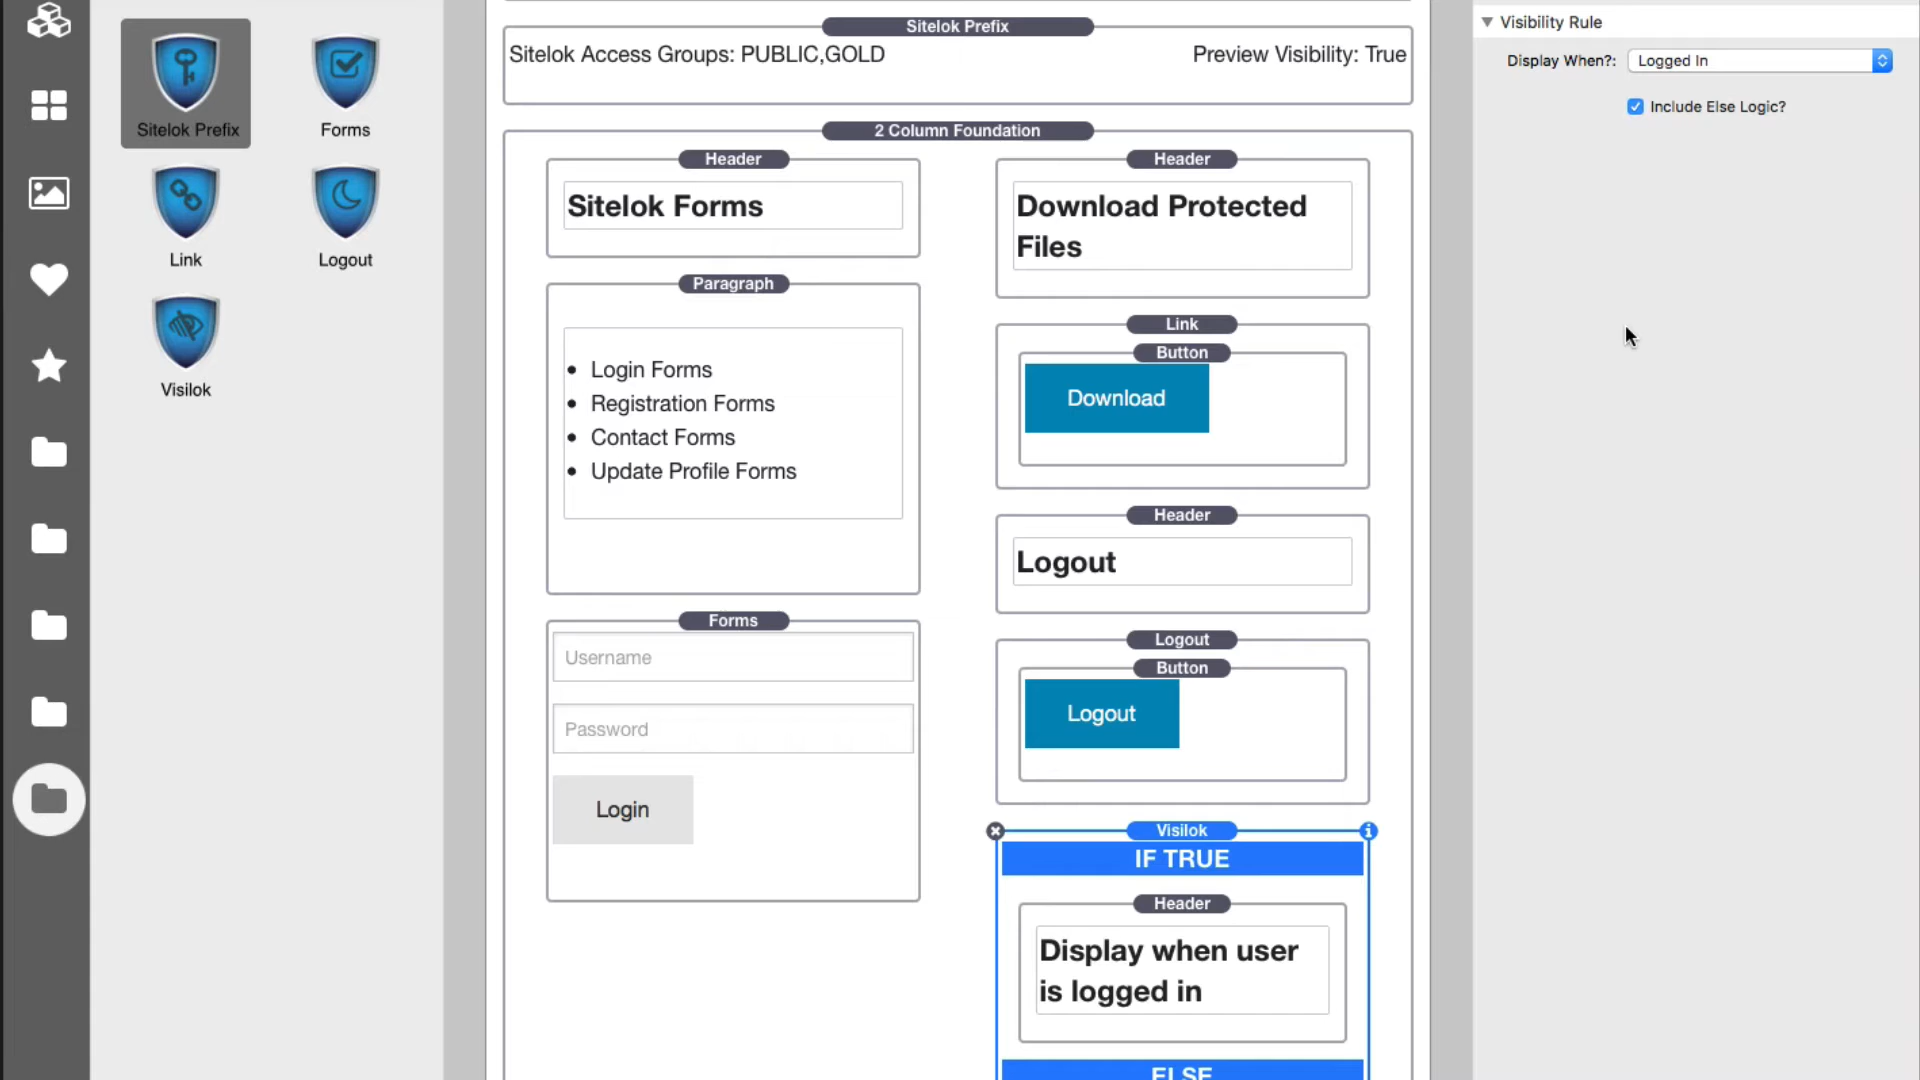 Sitelok Prefix
Forms
Link
Logout
Visilok
Sitelok Prefix
Sitelok Access Groups: PUBLIC,GOLD
Preview Visibility: True
2 Column Foundation
Header
Sitelok Forms
Paragraph
Login Forms
Registration Forms
Contact Forms
Update Profile Forms
Forms
Username
Password
Login
Header
Download Protected
Files
Link
Button
Download
Header
Logout
Logout
Button
Logout
Visilok
IF TRUE
Header
Display when user
is logged in
ELSE
Visibility Rule
Display When?:
Logged In
Include Else Logic?